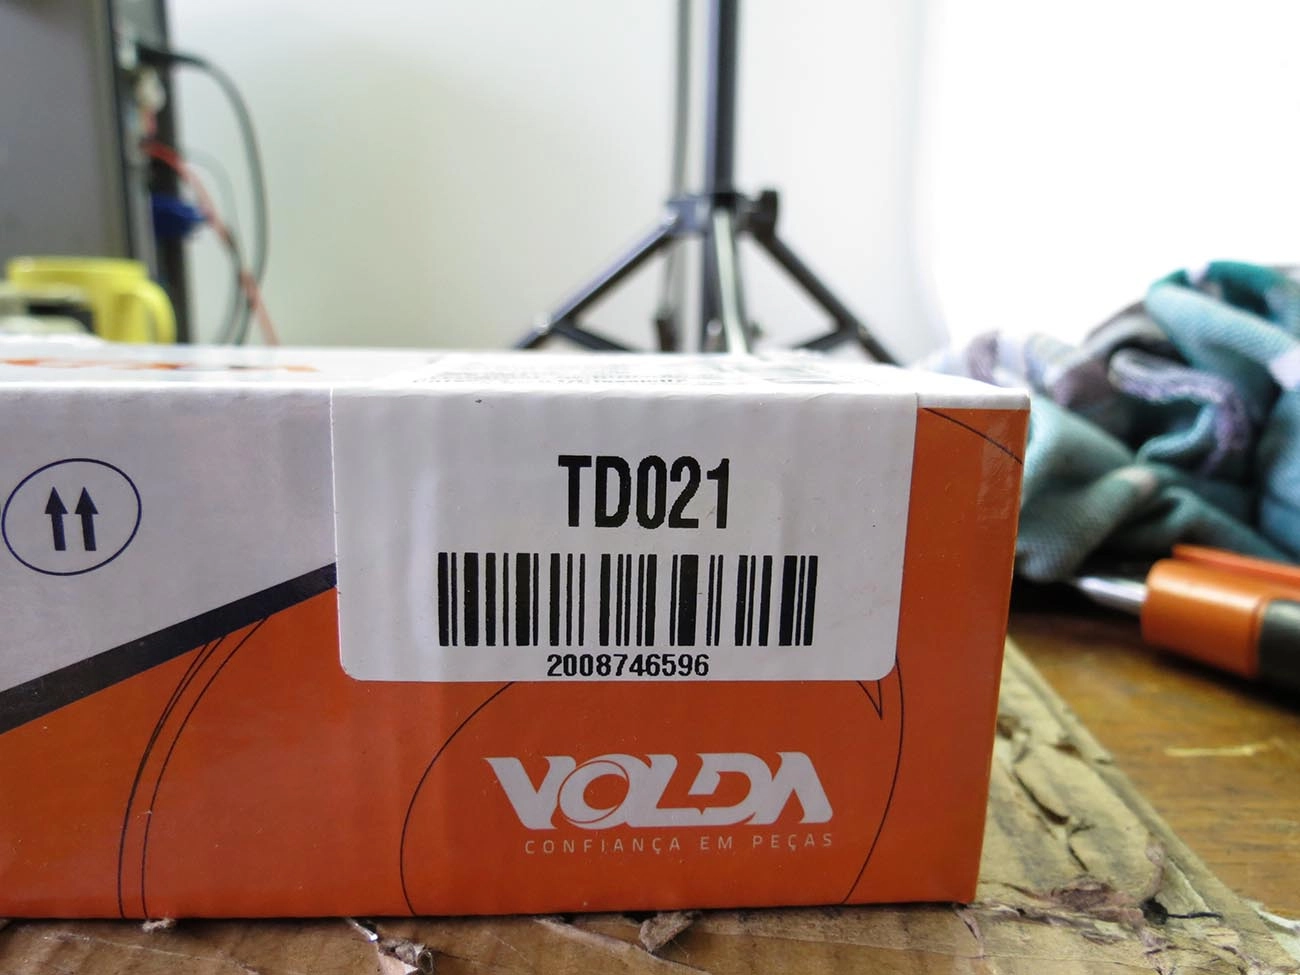 TD021
2008746596
VOLDA
CONFIANÇA EM PEÇAS